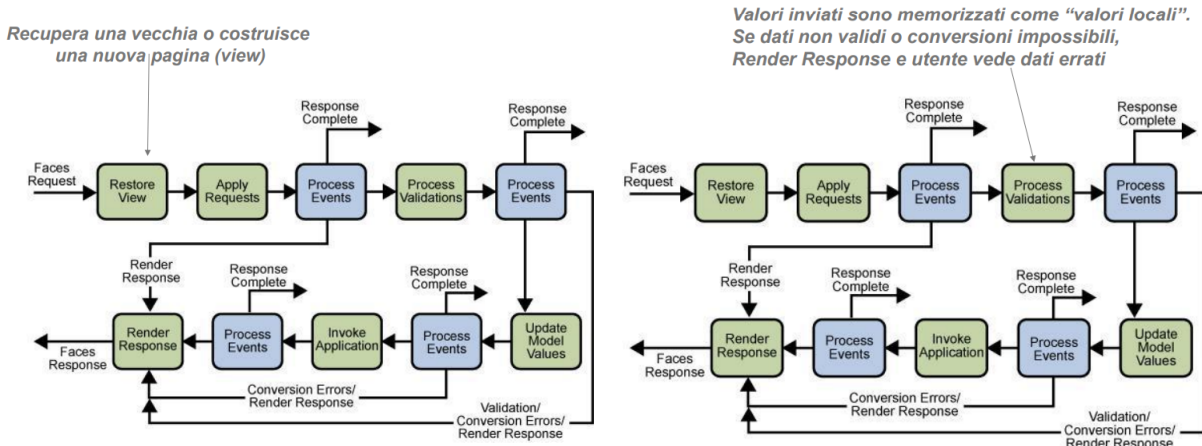 Recupera una vecchia o costruisce
una nuova pagina (view)
Response
Complete
Response
Complete
Faces
Request
Restore
View
Apply
Requests
Process
Events
Process
Validations
Process
Events
Render
Response
Response
Complete
Response
Complete
Render
Response
Process
Events
Invoke
Application
Process
Events
Update
Model
Values
Faces
Response
Conversion Errors/
Render Response
Validation/
Conversion Errors/
Render Response
Valori inviati sono memorizzati come “valori locali”.
Se dati non validi o conversioni impossibili,
Render Response e utente vede dati errati
Response
Complete
Response
Complete
Faces
Request
Restore
View
Apply
Requests
Process
Events
Process
Validations
Process
Events
Render
Response
Response
Complete
Response
Complete
Render
Response
Process
Events
Invoke
Application
Process
Events
Update
Model
Values
Faces
Response
Conversion Errors/
Render Response
Validation/
Conversion Errors/
Render Response